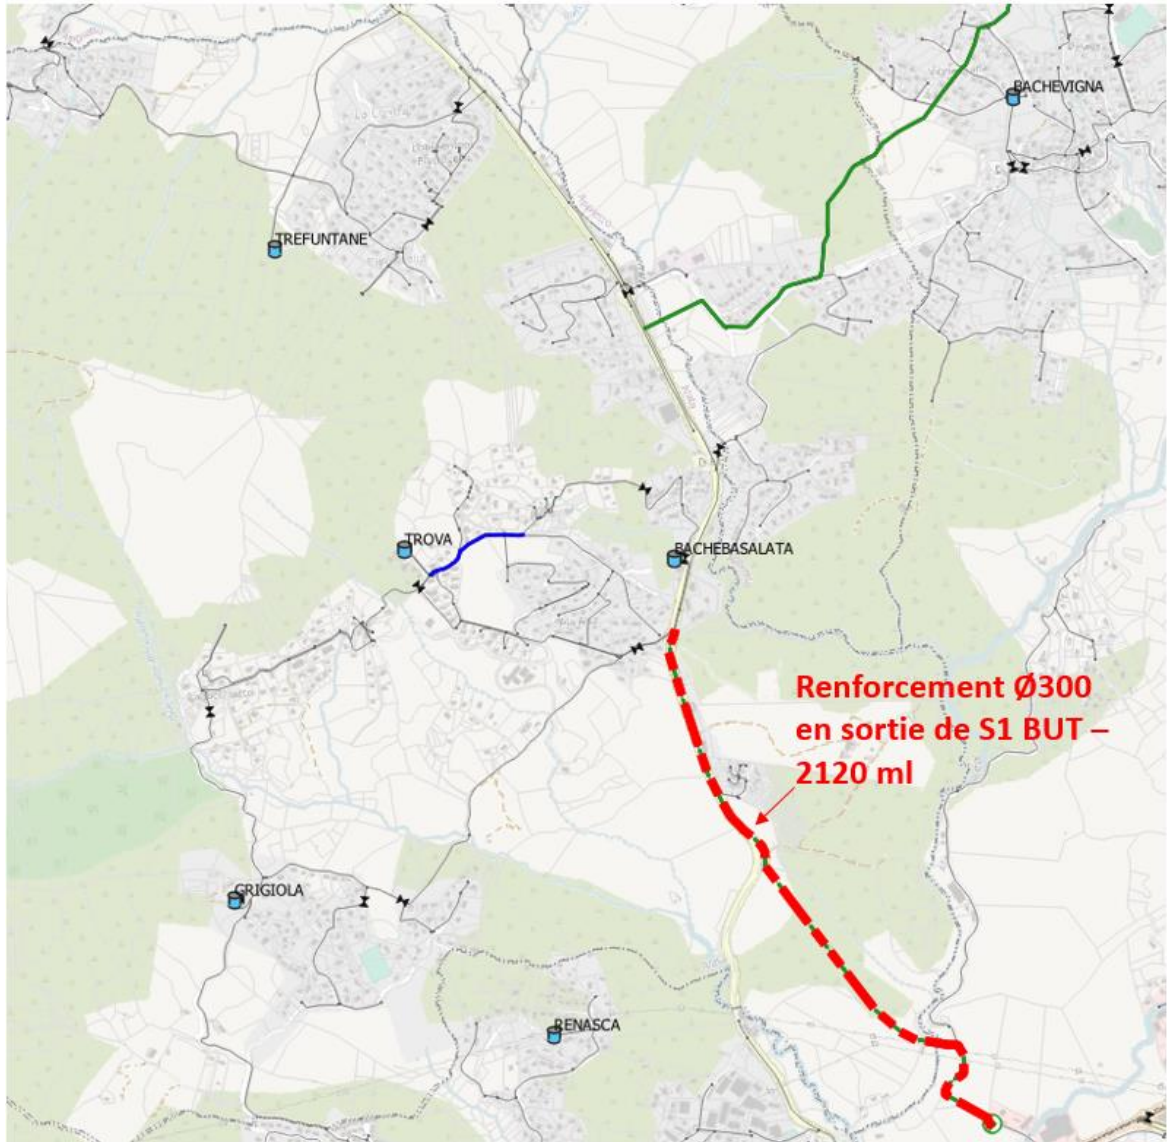 BACHEVIGNA
TREFUNTANE'
TROVA
BACHEBASALATA
Renforcement Ø300
en sortie de S1 BUT –
2120 ml
GRIGIOLA
RENASCA